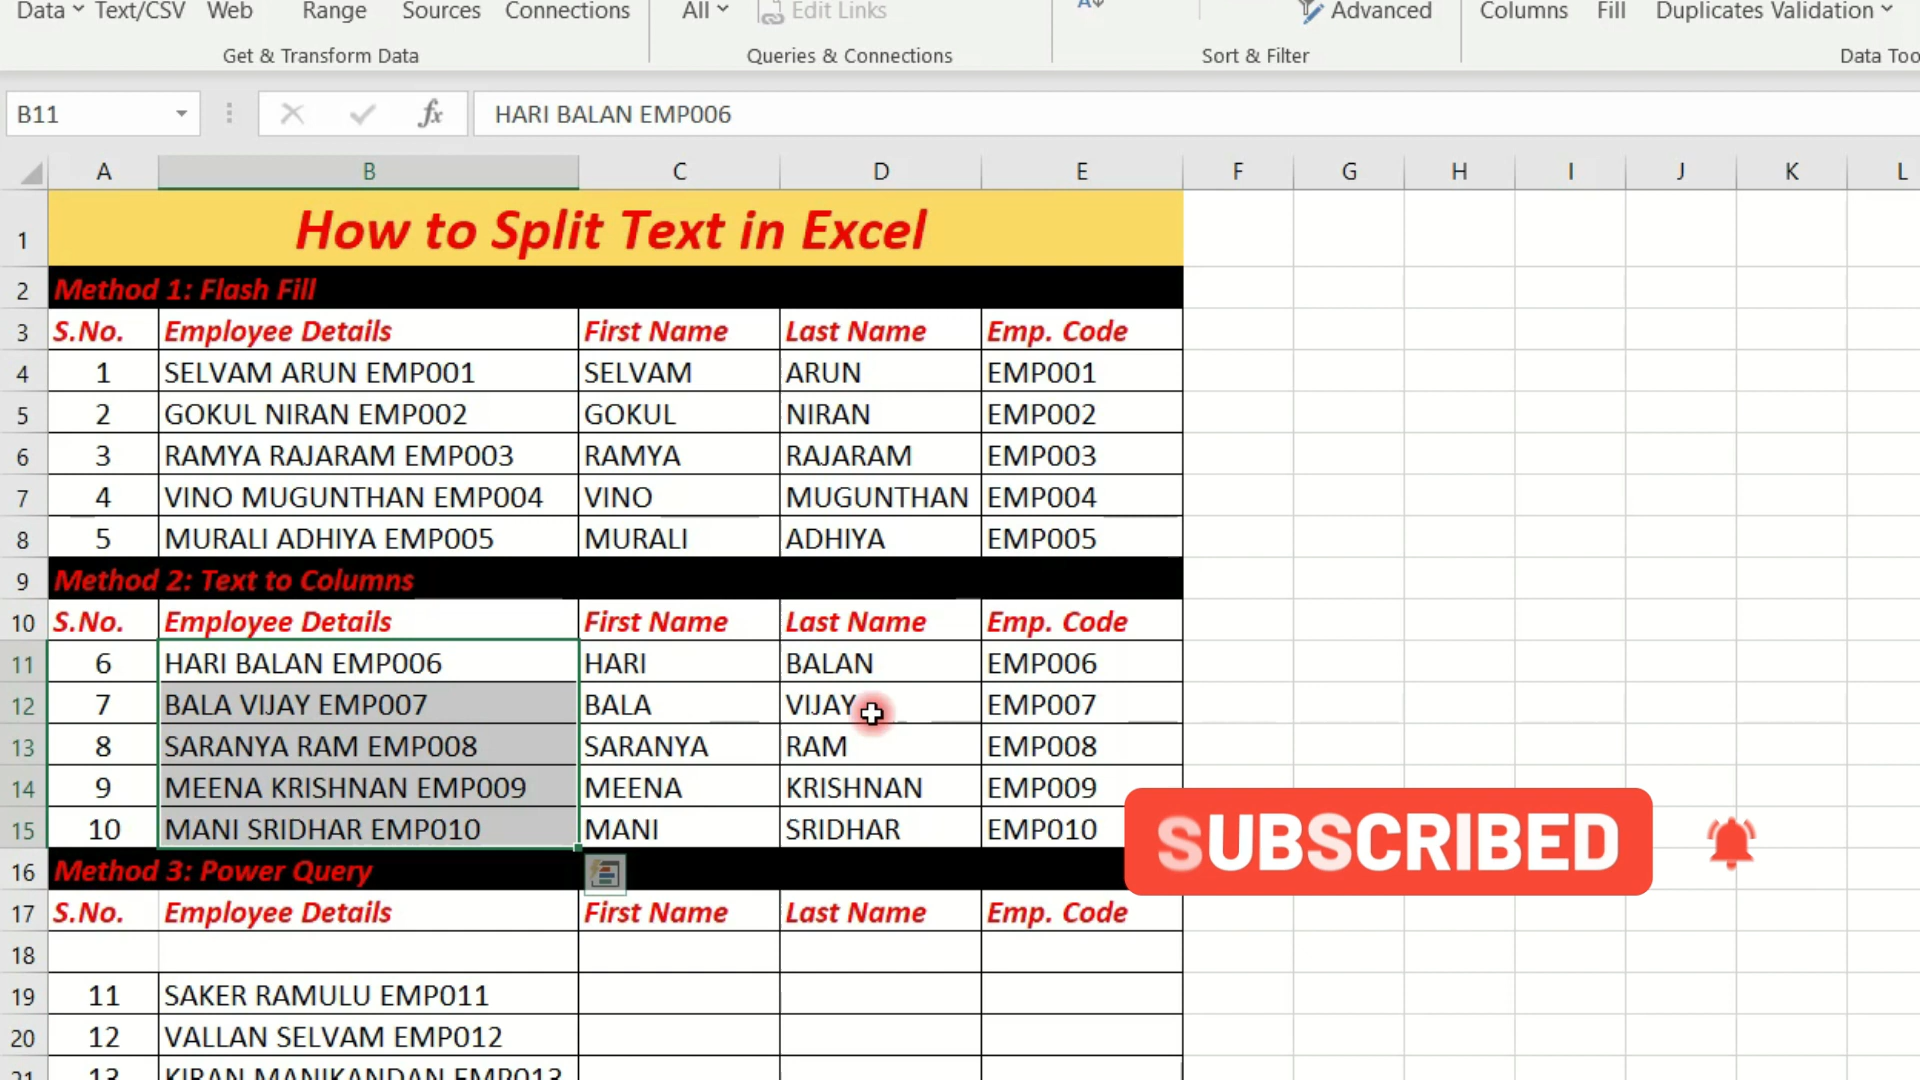 Data Text/CSV Web Range Sources Connections All Edit Links Advanced Columns Fill Duplicates Validation
Get & Transform Data Queries & Connections Sort & Filter Data Too
B11 fx HARI BALAN EMP006
A B C D E F G H I J K L
1 How to Split Text in Excel
2 Method 1: Flash Fill
3 S.No. Employee Details First Name Last Name Emp. Code
4 1 SELVAM ARUN EMP001 SELVAM ARUN EMP001
5 2 GOKUL NIRAN EMP002 GOKUL NIRAN EMP002
6 3 RAMYA RAJARAM EMP003 RAMYA RAJARAM EMP003
7 4 VINO MUGUNTHAN EMP004 VINO MUGUNTHAN EMP004
8 5 MURALI ADHIYA EMP005 MURALI ADHIYA EMP005
9 Method 2: Text to Columns
10 S.No. Employee Details First Name Last Name Emp. Code
11 6 HARI BALAN EMP006 HARI BALAN EMP006
12 7 BALA VIJAY EMP007 BALA VIJAY EMP007
13 8 SARANYA RAM EMP008 SARANYA RAM EMP008
14 9 MEENA KRISHNAN EMP009 MEENA KRISHNAN EMP009
15 10 MANI SRIDHAR EMP010 MANI SRIDHAR EMP010
SUBSCRIBED
16 Method 3: Power Query
17 S.No. Employee Details First Name Last Name Emp. Code
18
19 11 SAKER RAMULU EMP011
20 12 VALLAN SELVAM EMP012
21 13 KIRAN MANIKANDAN EMP013